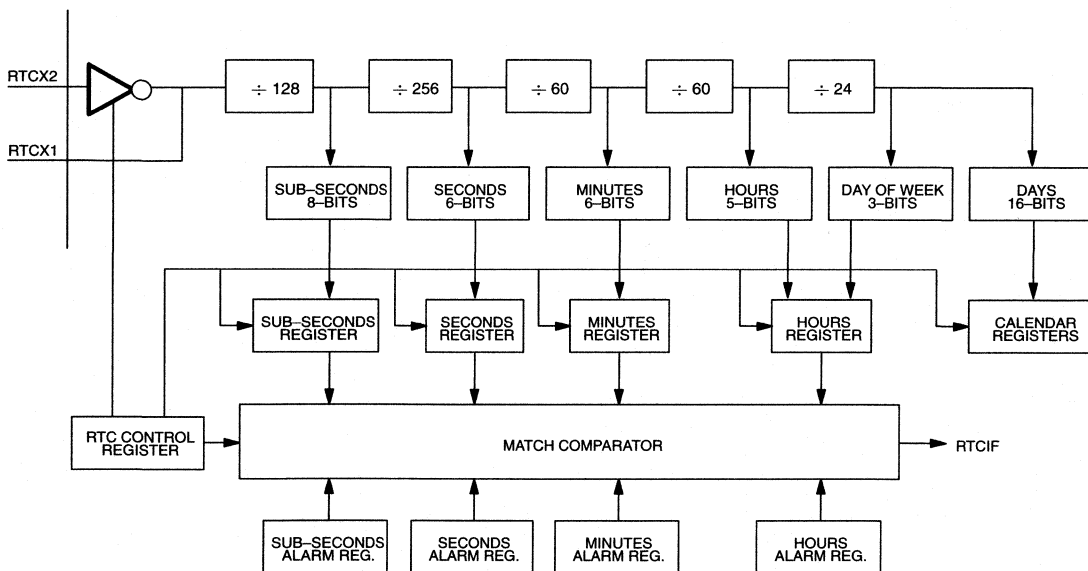 RTCX2
÷ 128
÷ 256
÷ 60
÷ 60
÷ 24
RTCX1
SUB–SECONDS
8–BITS
SECONDS
6–BITS
MINUTES
6–BITS
HOURS
5–BITS
DAY OF WEEK
3–BITS
DAYS
16–BITS
SUB–SECONDS
REGISTER
SECONDS
REGISTER
MINUTES
REGISTER
HOURS
REGISTER
CALENDAR
REGISTERS
RTC CONTROL
REGISTER
MATCH COMPARATOR
RTCIF
SUB–SECONDS
ALARM REG.
SECONDS
ALARM REG.
MINUTES
ALARM REG.
HOURS
ALARM REG.